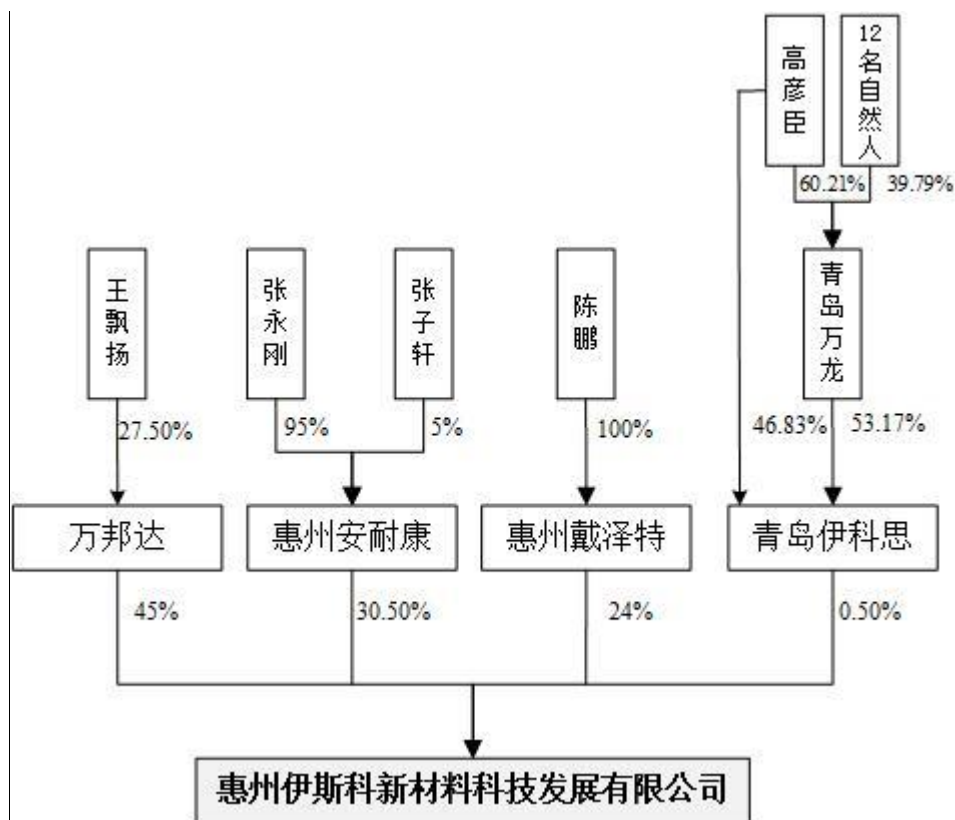 高彦臣
12名自然人
60.21%
39.79%
王飘扬
张永刚
张子轩
陈鹏
青岛万龙
27.50%
95%
5%
100%
46.83%
53.17%
万邦达
惠州安耐康
惠州戴泽特
青岛伊科思
45%
30.50%
24%
0.50%
惠州伊斯科新材料科技发展有限公司